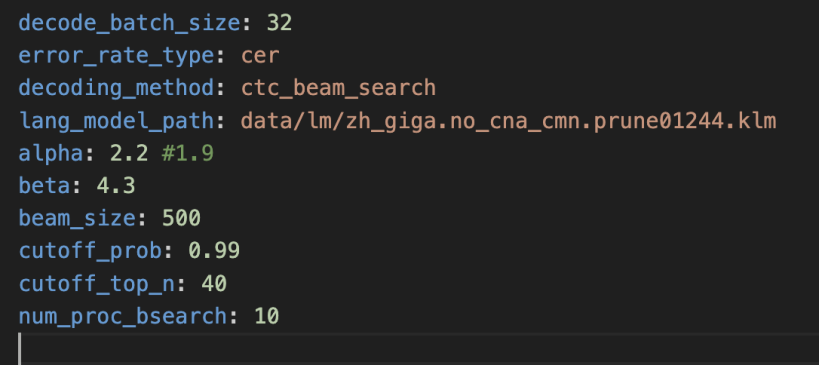 decode_batch_size: 32
error_rate_type: cer
decoding_method: ctc_beam_search
lang_model_path: data/lm/zh_giga.no_cna_cmn.prune01244.klm
alpha: 2.2 #1.9
beta: 4.3
beam_size: 500
cutoff_prob: 0.99
cutoff_top_n: 40
num_proc_bsearch: 10